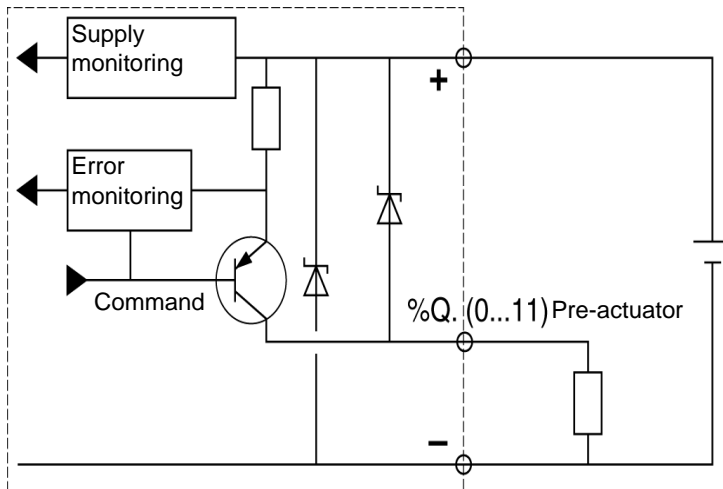 Supply
monitoring
+
Error
monitoring
Command
%Q. (0...11) Pre-actuator
−